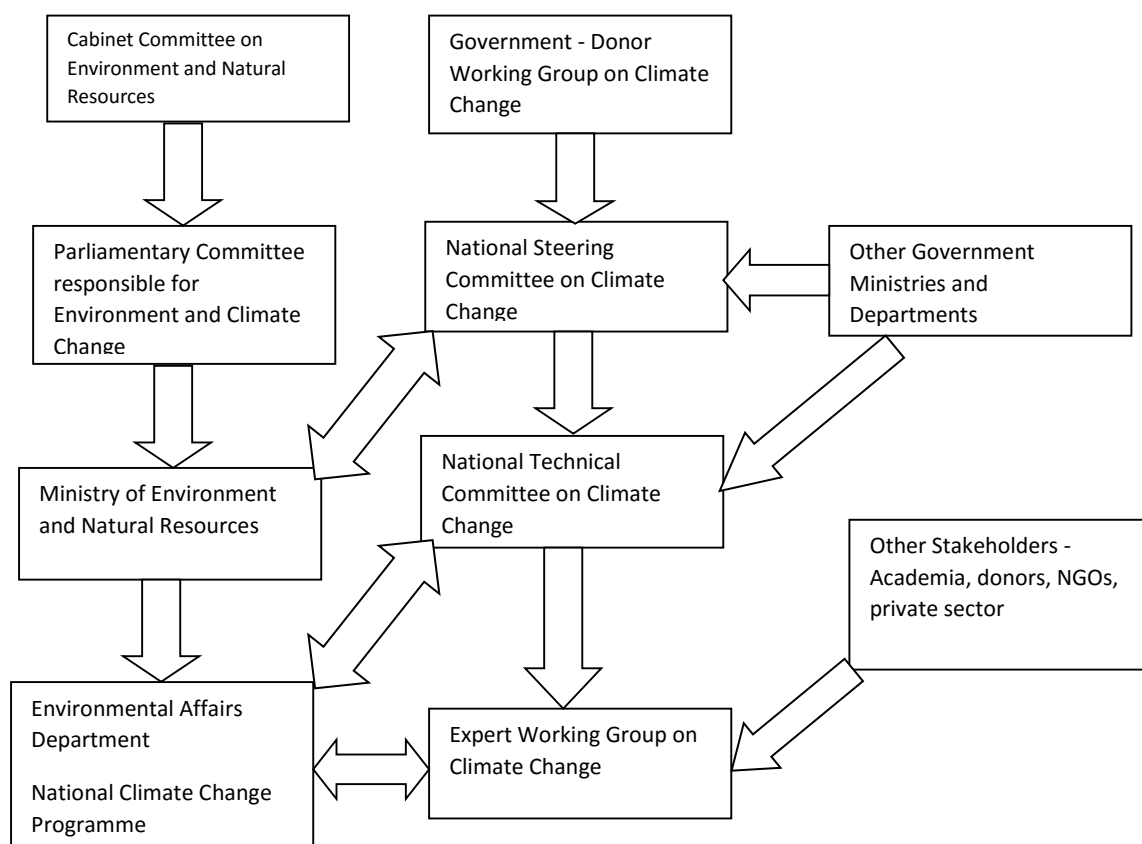 Cabinet Committee on
Environment and Natural
Resources
Government - Donor
Working Group on Climate
Change
Parliamentary Committee
responsible for
Environment and Climate
Change
National Steering
Committee on Climate
Change
Other Government
Ministries and
Departments
Ministry of Environment
and Natural Resources
National Technical
Committee on Climate
Change
Other Stakeholders -
Academia, donors, NGOs,
private sector
Environmental Affairs
Department
National Climate Change
Programme
Expert Working Group on
Climate Change